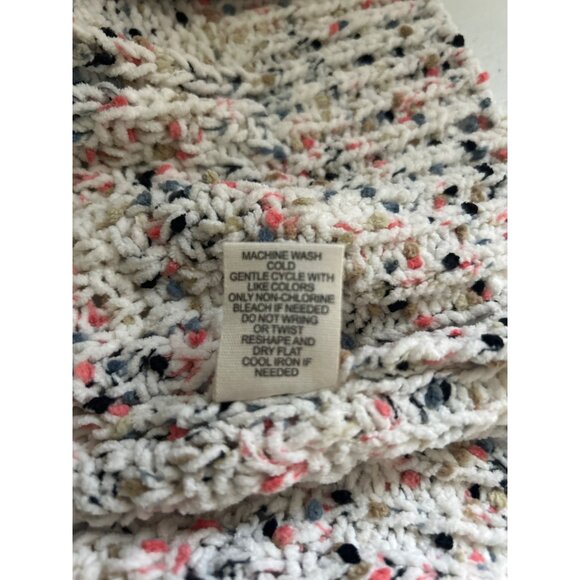 MACHINE WASH
COLD
GENTLE CYCLE WITH
LIKE COLORS
ONLY NON-CHLORINE
BLEACH IF NEEDED
DO NOT WRING
OR TWIST
RESHAPE AND
DRY FLAT
COOL IRON IF
NEEDED